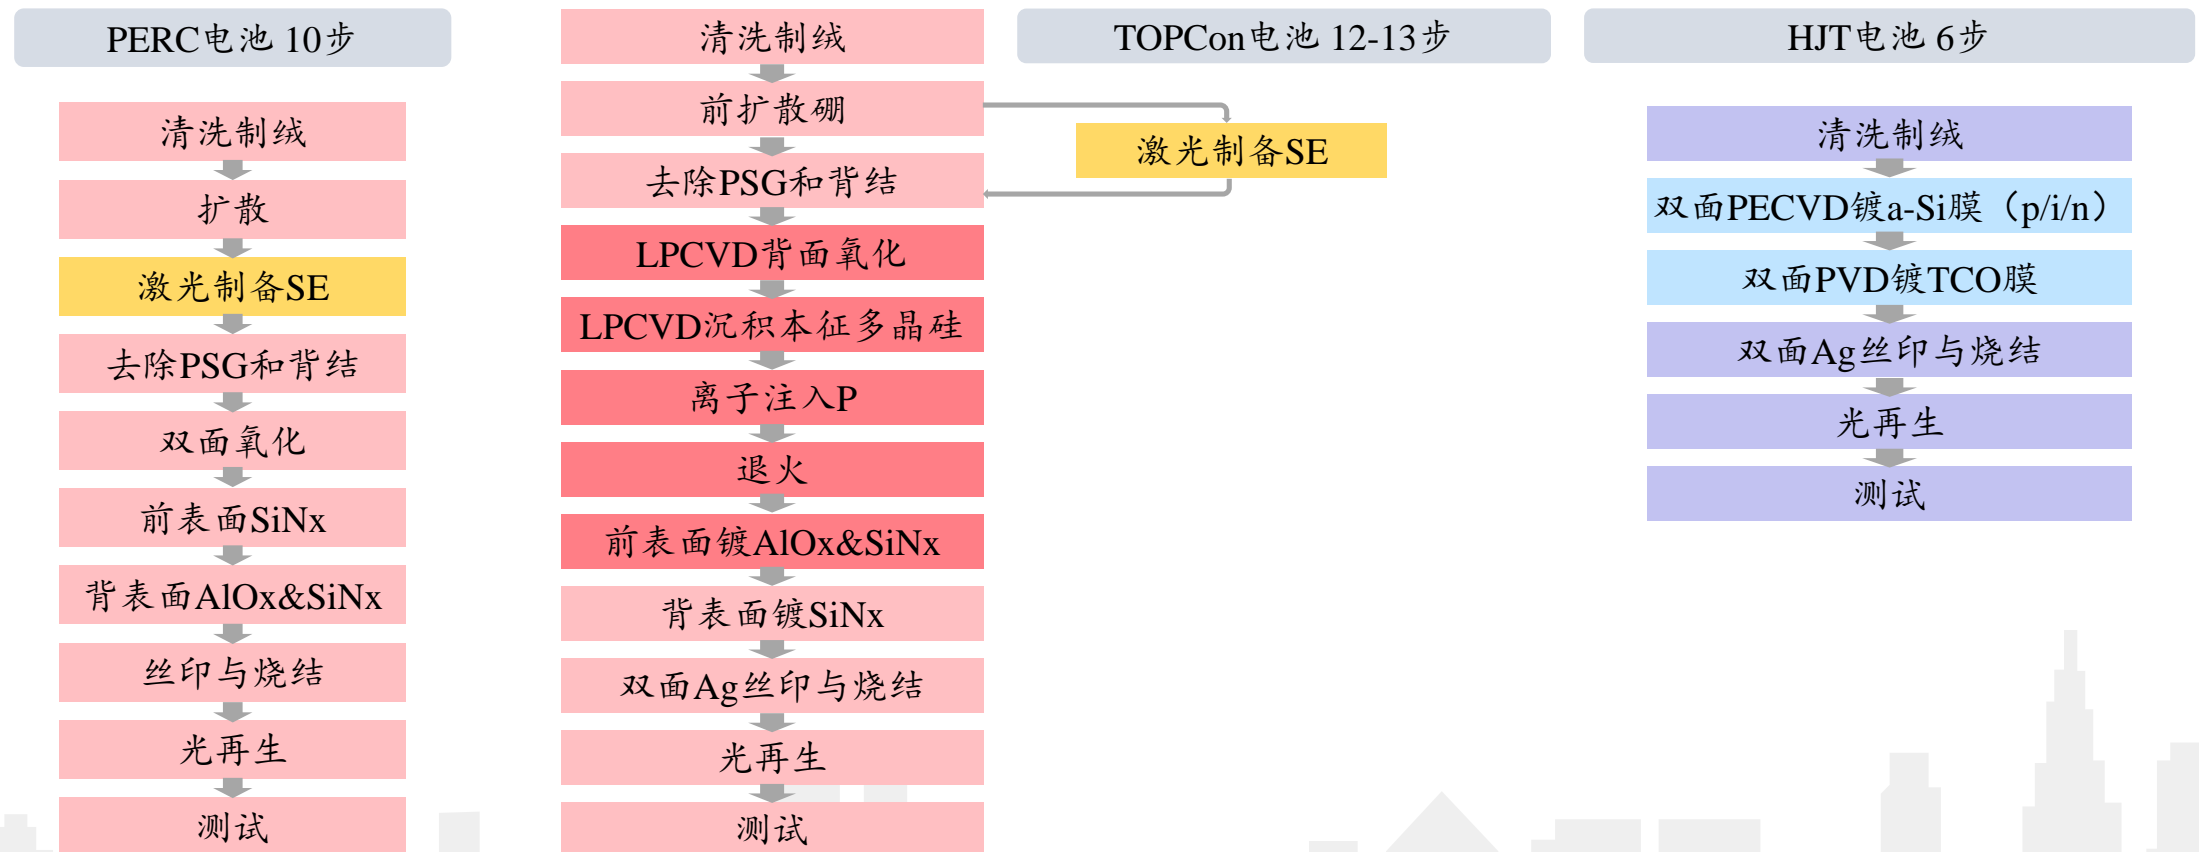 PERC电池 10步
清洗制绒
扩散
激光制备SE
去除PSG和背结
双面氧化
前表面SiNx
背表面AlOx&SiNx
丝印与烧结
光再生
测试
TOPCon电池 12-13步
清洗制绒
前扩散硼
激光制备SE
去除PSG和背结
LPCVD背面氧化
LPCVD沉积本征多晶硅
离子注入P
退火
前表面镀AlOx&SiNx
背表面镀SiNx
双面Ag丝印与烧结
光再生
测试
HJT电池 6步
清洗制绒
双面PECVD镀a-Si膜（p/i/n）
双面PVD镀TCO膜
双面Ag丝印与烧结
光再生
测试